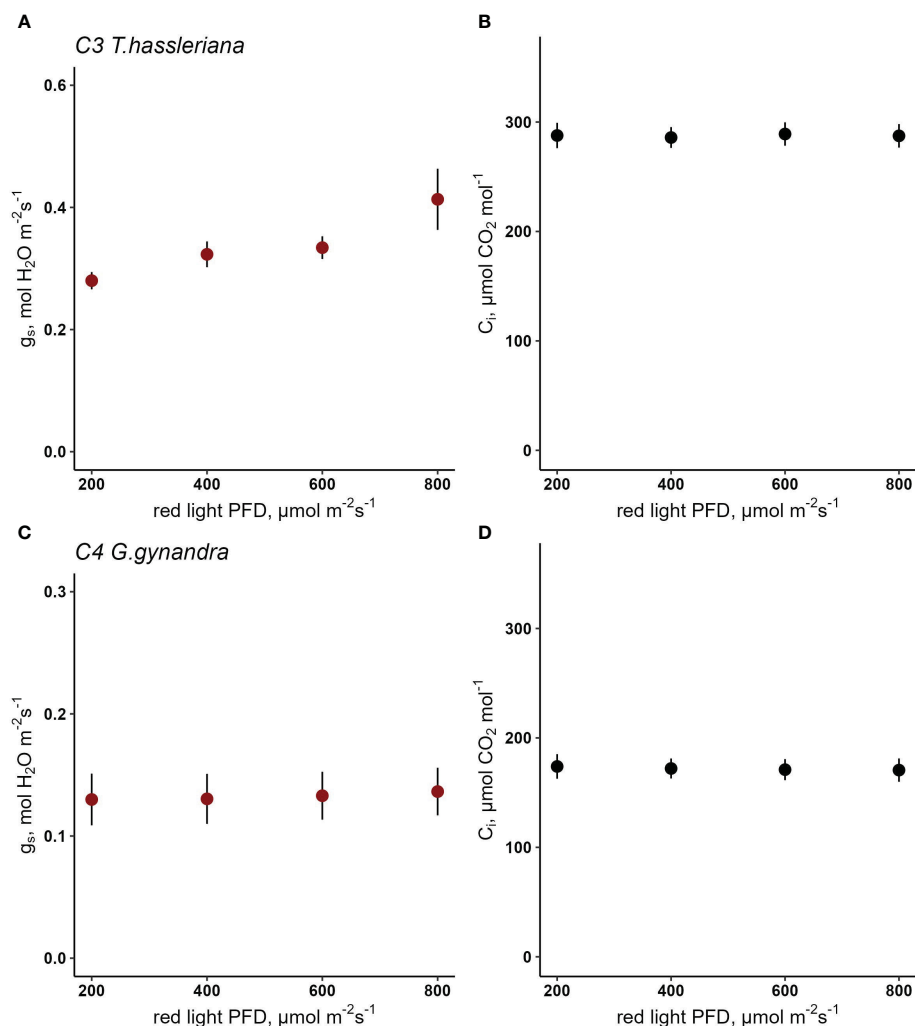 A
C3 T.hassleriana
0.6
0.4
0.2
0.0
gₛ, mol H₂O m⁻²s⁻¹
200 400 600 800
red light PFD, µmol m⁻²s⁻¹
B
300
200
100
0
Cᵢ, µmol CO₂ mol⁻¹
200 400 600 800
red light PFD, µmol m⁻²s⁻¹
C
C4 G.gynandra
0.3
0.2
0.1
0.0
gₛ, mol H₂O m⁻²s⁻¹
200 400 600 800
red light PFD, µmol m⁻²s⁻¹
D
300
200
100
0
Cᵢ, µmol CO₂ mol⁻¹
200 400 600 800
red light PFD, µmol m⁻²s⁻¹